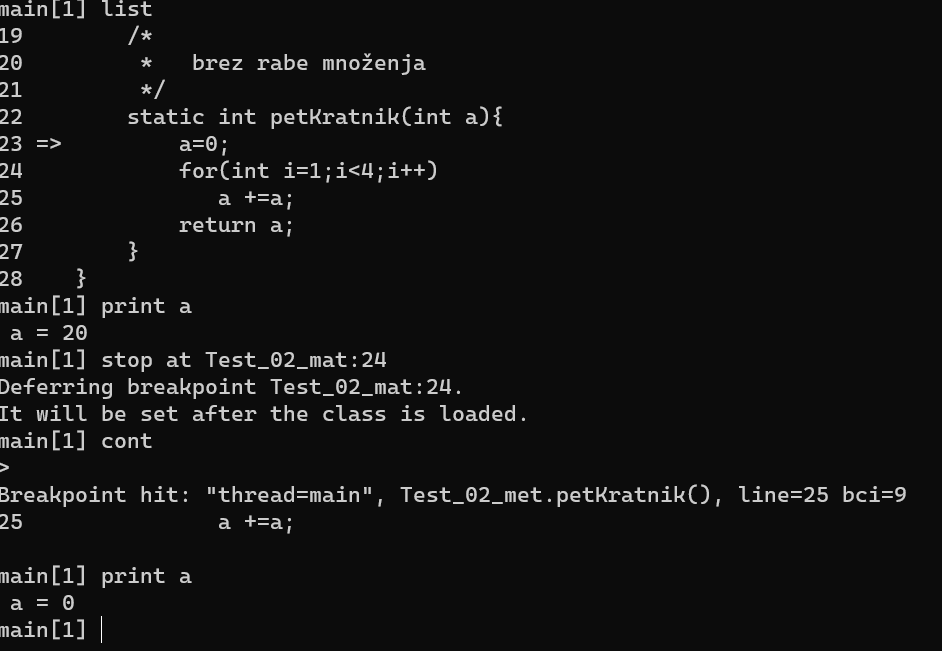 main[1] list
19        /*
20         *   brez rabe množenja
21         */
22        static int petKratnik(int a){
23 =>         a=0;
24            for(int i=1;i<4;i++)
25               a +=a;
26            return a;
27        }
28    }
main[1] print a
 a = 20
main[1] stop at Test_02_mat:24
Deferring breakpoint Test_02_mat:24.
It will be set after the class is loaded.
main[1] cont
>
Breakpoint hit: "thread=main", Test_02_met.petKratnik(), line=25 bci=9
25               a +=a;
main[1] print a
 a = 0
main[1]